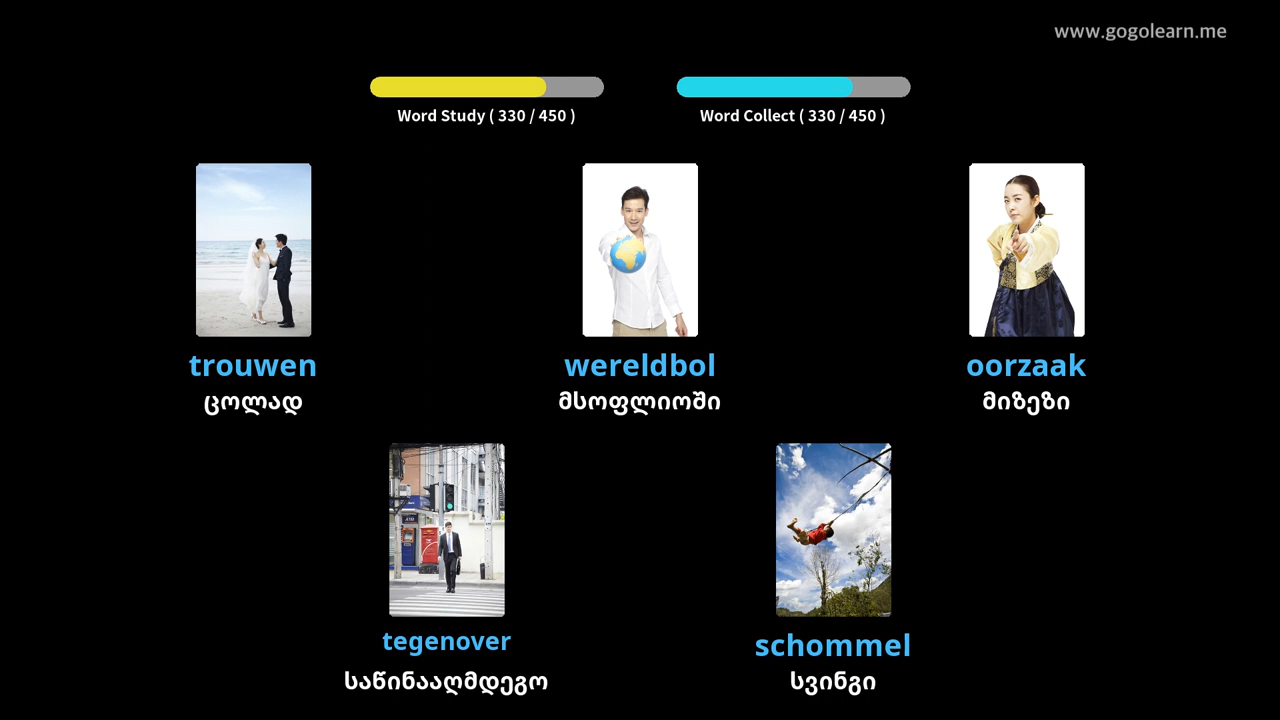 www.gogolearn.me
Word Study ( 330 / 450 )
Word Collect ( 330 / 450 )
trouwen
ცოლად
wereldbol
მსოფლიოში
oorzaak
მიზეზი
tegenover
საწინააღმდეგო
schommel
სვინგი